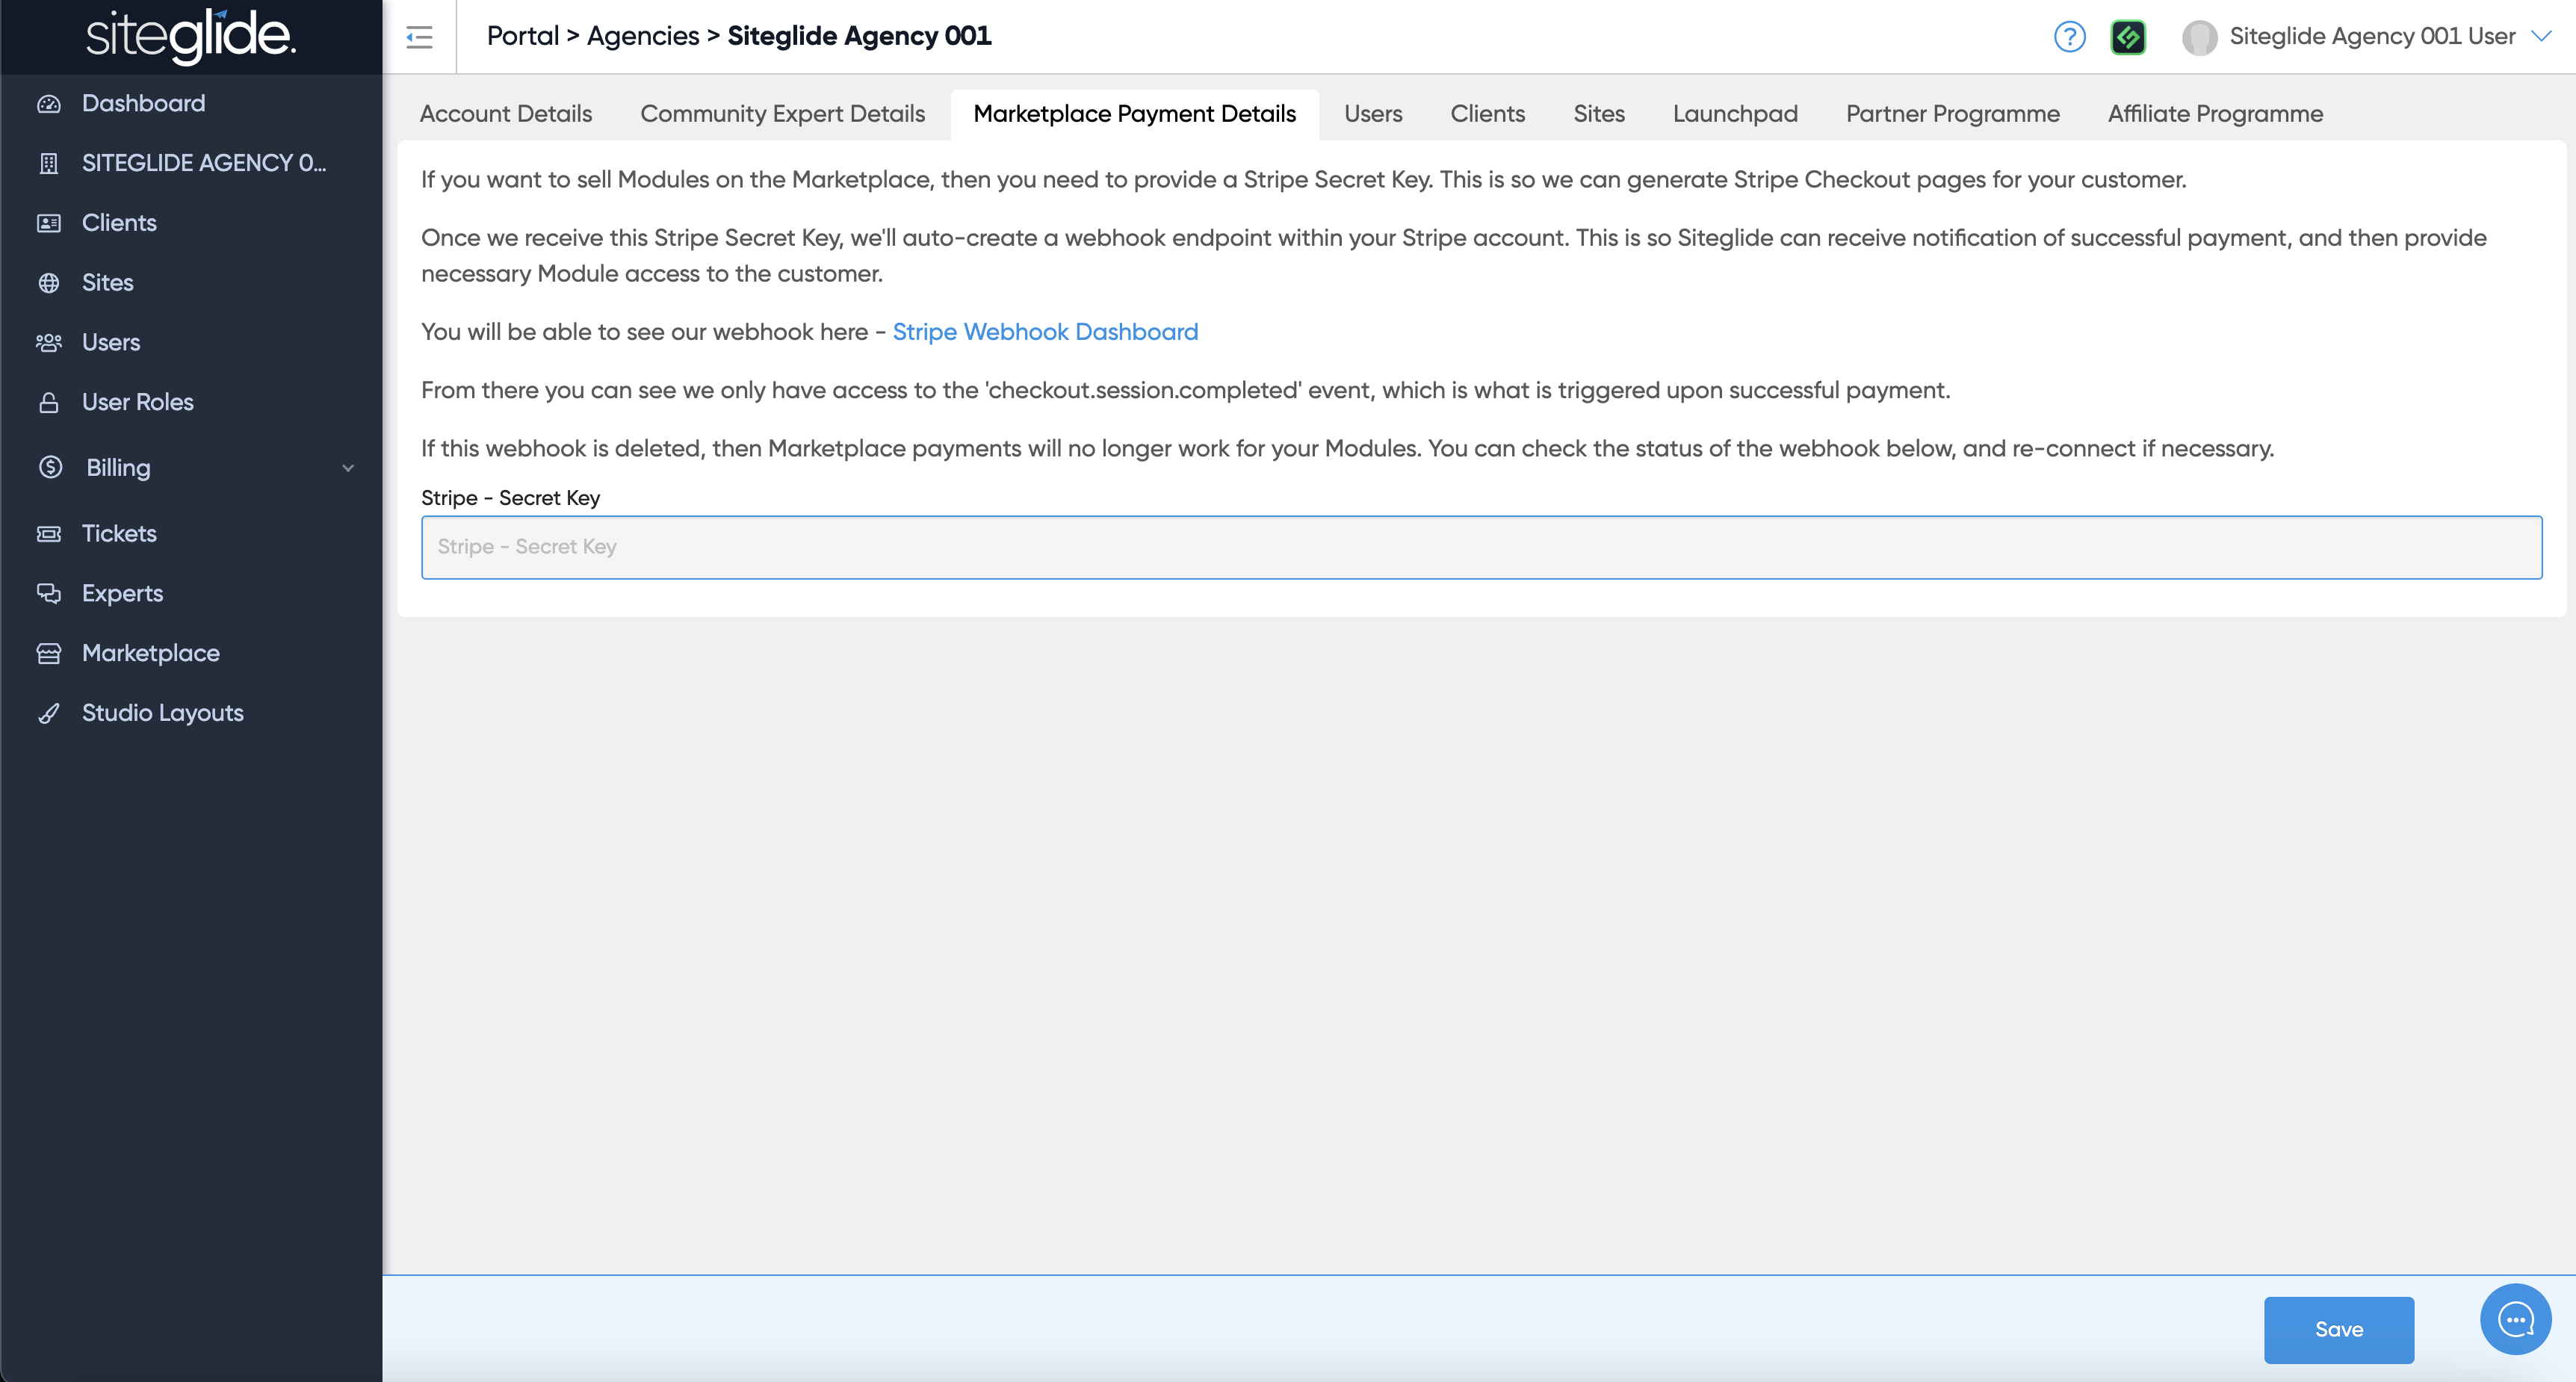 siteglide.
Portal > Agencies > Siteglide Agency 001
Siteglide Agency 001 User
Dashboard
SITEGLIDE AGENCY 0...
Clients
Sites
Users
User Roles
Billing
Tickets
Experts
Marketplace
Studio Layouts
Account Details
Community Expert Details
Marketplace Payment Details
Users
Clients
Sites
Launchpad
Partner Programme
Affiliate Programme
If you want to sell Modules on the Marketplace, then you need to provide a Stripe Secret Key. This is so we can generate Stripe Checkout pages for your customer.
Once we receive this Stripe Secret Key, we'll auto-create a webhook endpoint within your Stripe account. This is so Siteglide can receive notification of successful payment, and then provide
necessary Module access to the customer.
You will be able to see our webhook here - Stripe Webhook Dashboard
From there you can see we only have access to the 'checkout.session.completed' event, which is what is triggered upon successful payment.
If this webhook is deleted, then Marketplace payments will no longer work for your Modules. You can check the status of the webhook below, and re-connect if necessary.
Stripe - Secret Key
Stripe - Secret Key
Save